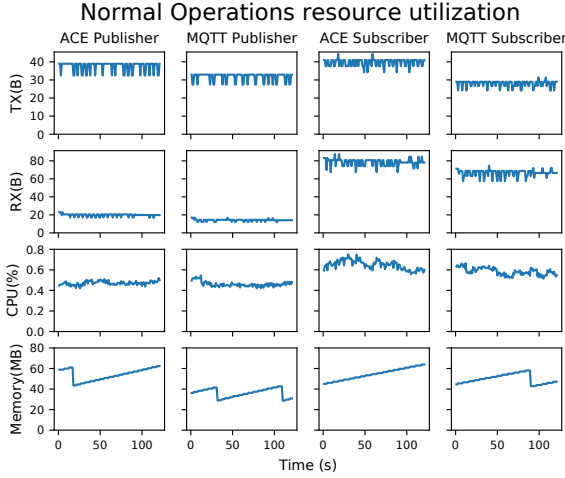 Normal Operations resource utilization
ACE Publisher MQTT Publisher ACE Subscriber MQTT Subscriber
TX(B)
40
20
0
RX(B)
80
60
40
20
0
CPU(%)
0.8
0.6
0.4
0.2
0.0
Memory(MB)
80
60
40
20
0
0 50 100 0 50 100 0 50 100 0 50 100
Time (s)